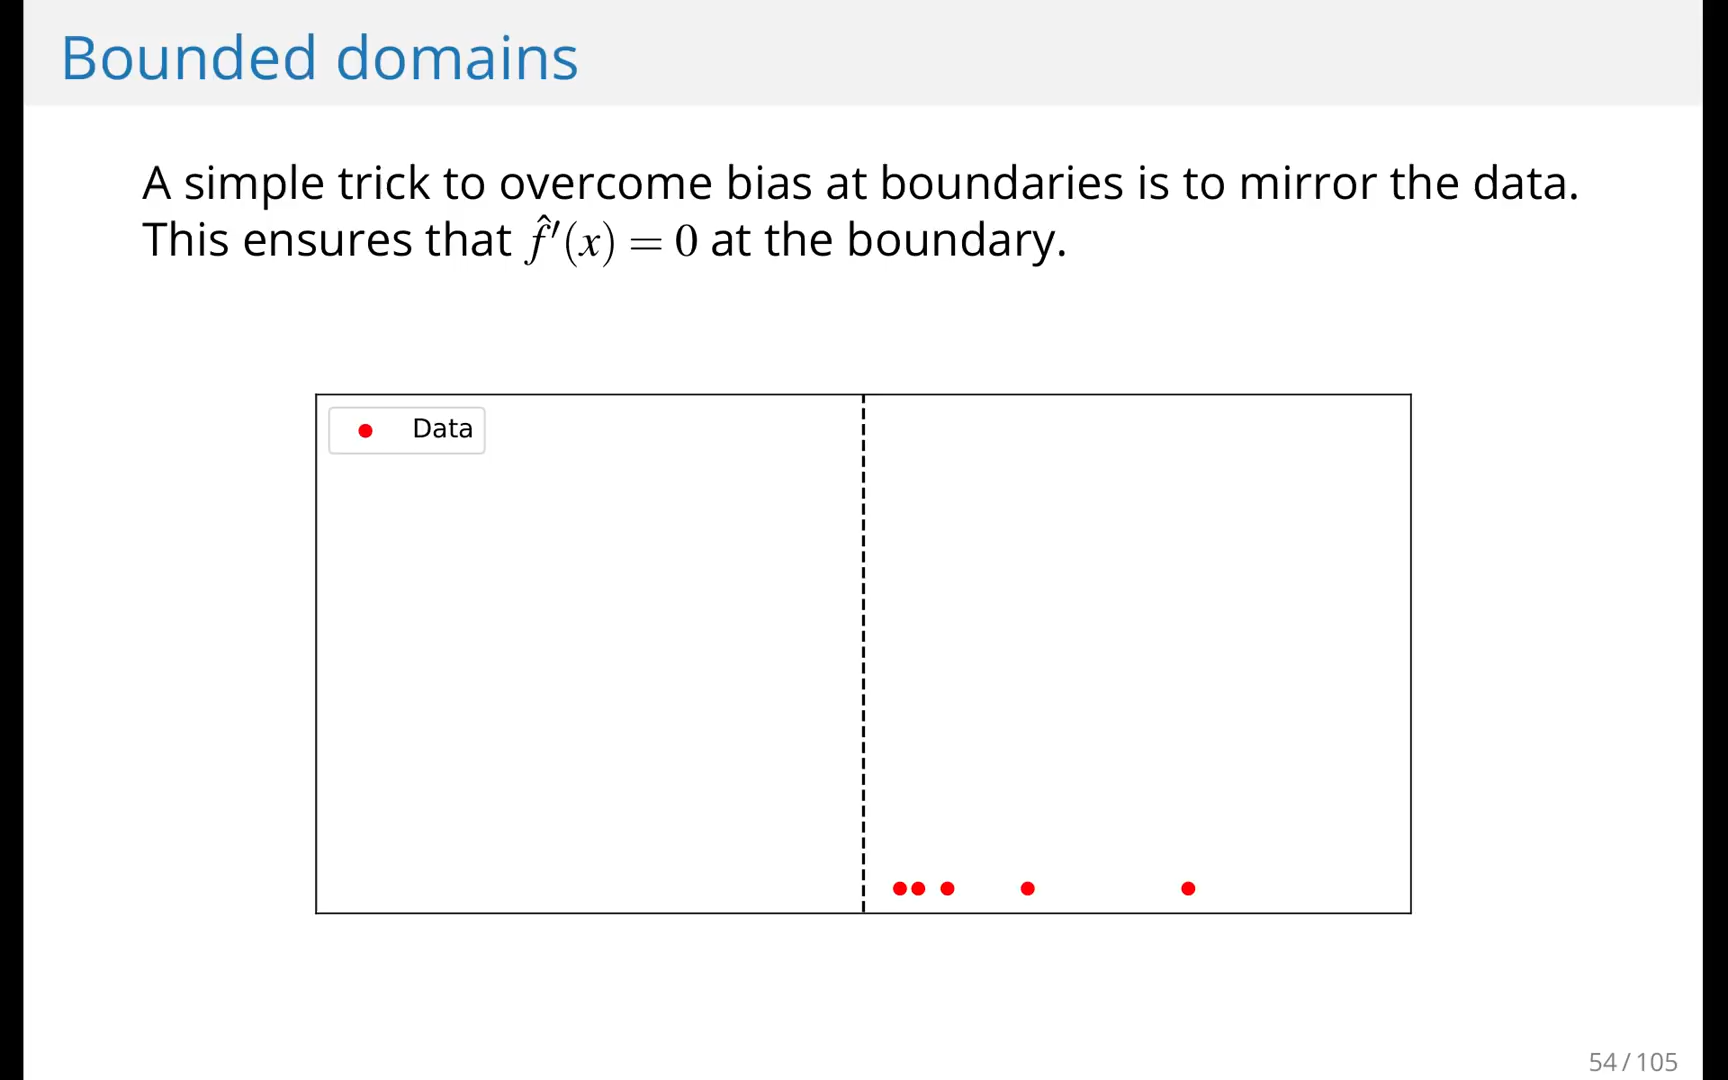 Bounded domains
A simple trick to overcome bias at boundaries is to mirror the data.
This ensures that f̂′(x) = 0 at the boundary.
Data
54 / 105